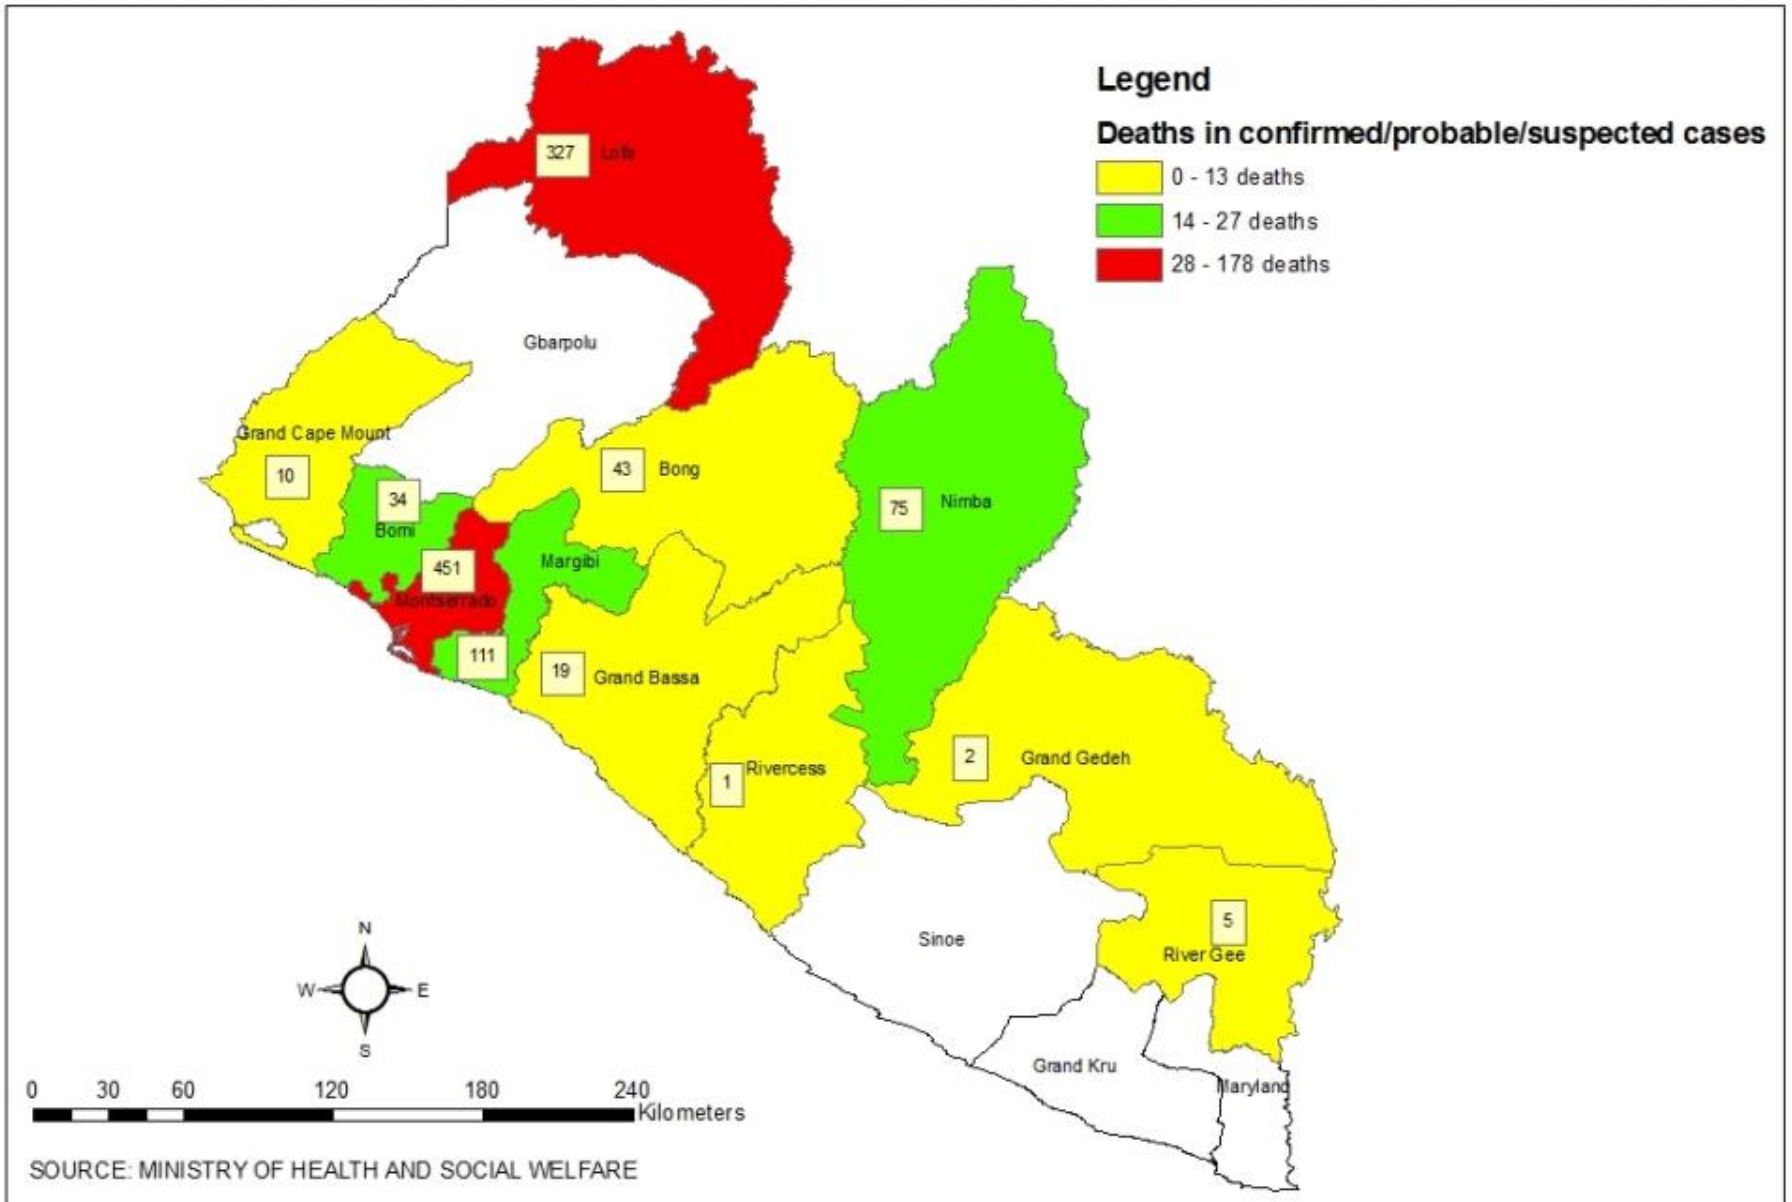 Legend
Deaths in confirmed/probable/suspected cases
0 - 13 deaths
14 - 27 deaths
28 - 178 deaths
327 Lofa
Gbarpolu
Grand Cape Mount
10
43 Bong
34
Bomi
75 Nimba
451
Margibi
Montserrado
111
19 Grand Bassa
2 Grand Gedeh
1 Rivercess
5
River Gee
Sinoe
Grand Kru
Maryland
N
W E
S
0 30 60 120 180 240
Kilometers
SOURCE: MINISTRY OF HEALTH AND SOCIAL WELFARE